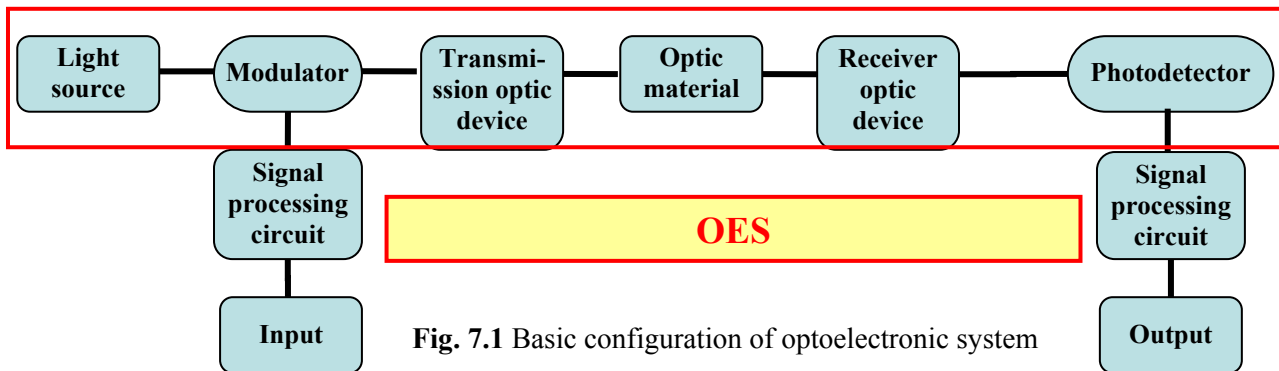 Light
source
Modulator
Transmi-
ssion optic
device
Optic
material
Receiver
optic
device
Photodetector
Signal
processing
circuit
OES
Signal
processing
circuit
Input
Fig. 7.1 Basic configuration of optoelectronic system
Output